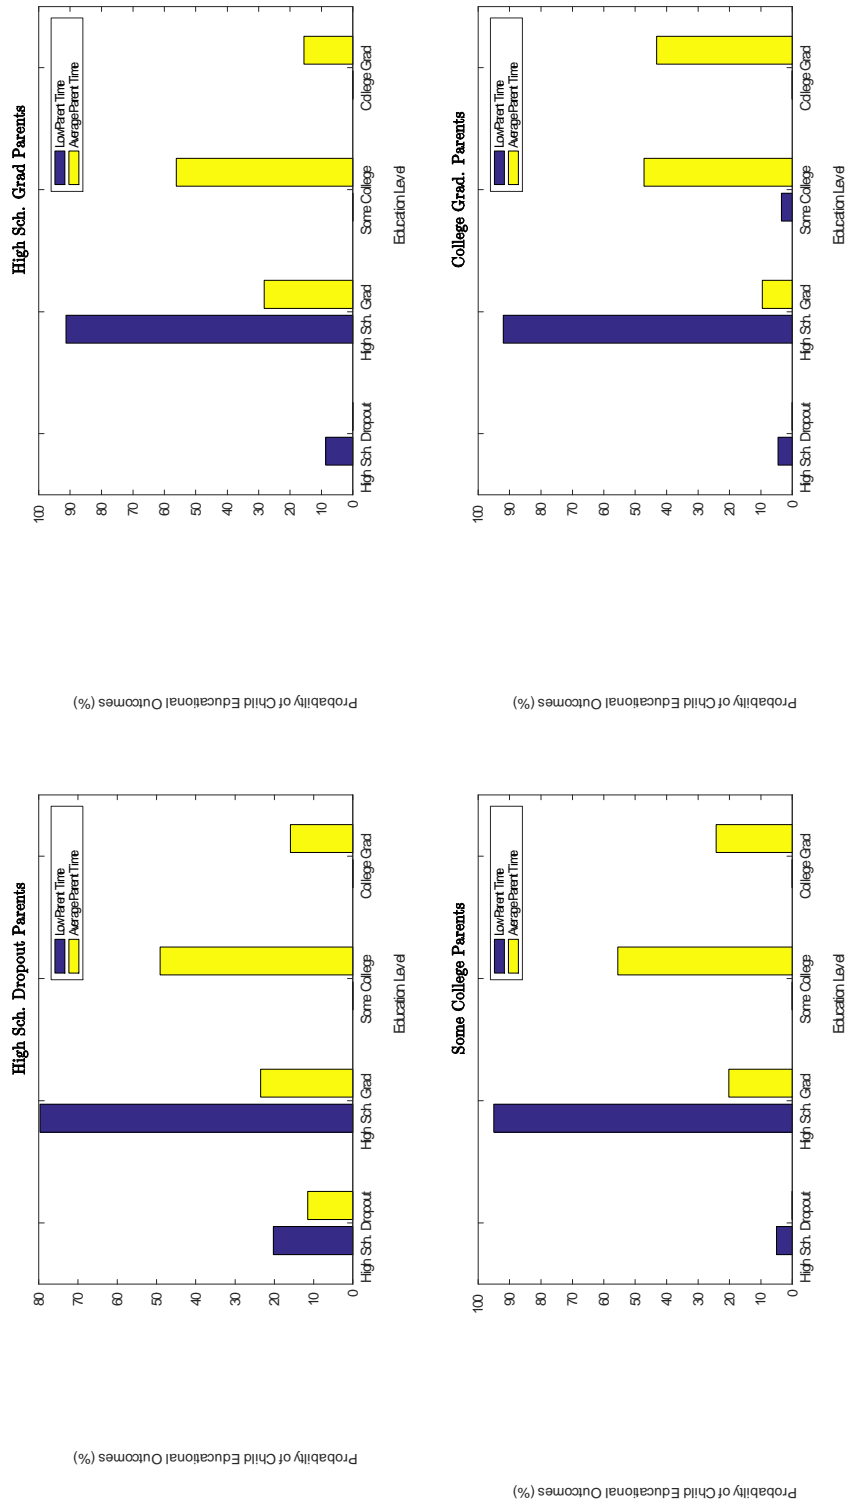 High Sch. Dropout Parents
Probabilty of Child Educational Outcomes (%)
80
70
60
50
40
30
20
10
0
Low Parent Time
Average Parent Time
High Sch. Dropout High Sch. Grad Some College College Grad
Education Level
High Sch. Grad Parents
Probabilty of Child Educational Outcomes (%)
100
90
80
70
60
50
40
30
20
10
0
Low Parent Time
Average Parent Time
High Sch. Dropout High Sch. Grad Some College College Grad
Education Level
Some College Parents
Probabilty of Child Educational Outcomes (%)
100
90
80
70
60
50
40
30
20
10
0
Low Parent Time
Average Parent Time
High Sch. Dropout High Sch. Grad Some College College Grad
Education Level
College Grad. Parents
Probabilty of Child Educational Outcomes (%)
100
90
80
70
60
50
40
30
20
10
0
Low Parent Time
Average Parent Time
High Sch. Dropout High Sch. Grad Some College College Grad
Education Level